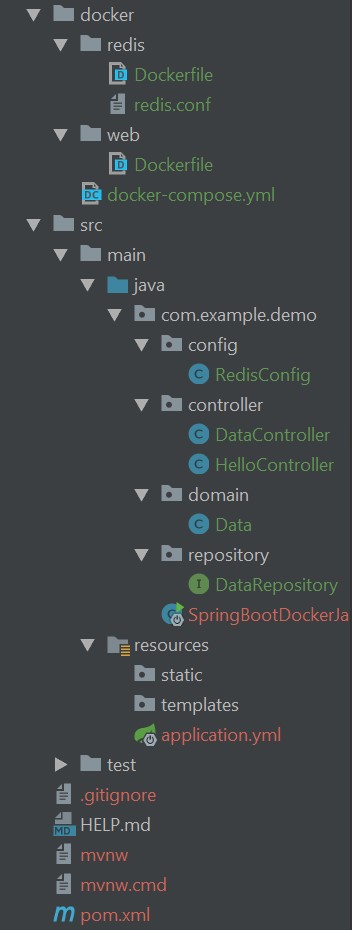 docker
redis
Dockerfile
redis.conf
web
Dockerfile
docker-compose.yml
src
main
java
com.example.demo
config
RedisConfig
controller
DataController
HelloController
domain
Data
repository
DataRepository
SpringBootDockerJa
resources
static
templates
application.yml
test
.gitignore
HELP.md
mvnw
mvnw.cmd
pom.xml